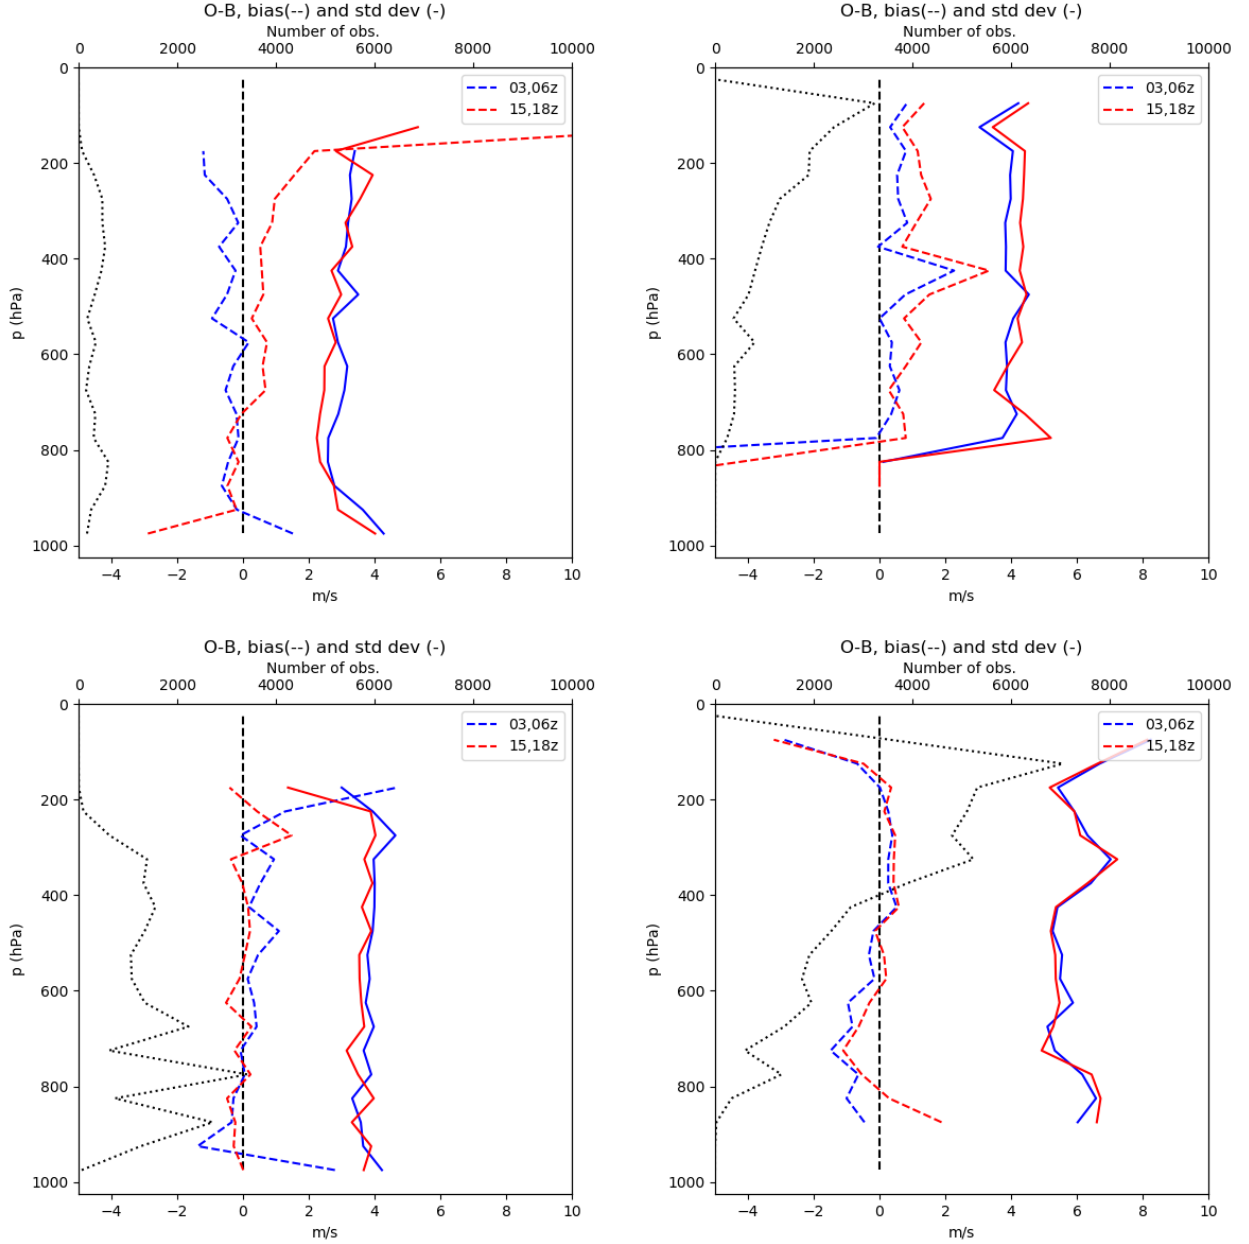 O-B, bias(--) and std dev (-)
Number of obs.
0 2000 4000 6000 8000 10000
03,06z
15,18z
0
200
400
600
800
1000
p (hPa)
−4 −2 0 2 4 6 8 10
m/s
O-B, bias(--) and std dev (-)
Number of obs.
0 2000 4000 6000 8000 10000
03,06z
15,18z
0
200
400
600
800
1000
p (hPa)
−4 −2 0 2 4 6 8 10
m/s
O-B, bias(--) and std dev (-)
Number of obs.
0 2000 4000 6000 8000 10000
03,06z
15,18z
0
200
400
600
800
1000
p (hPa)
−4 −2 0 2 4 6 8 10
m/s
O-B, bias(--) and std dev (-)
Number of obs.
0 2000 4000 6000 8000 10000
03,06z
15,18z
0
200
400
600
800
1000
p (hPa)
−4 −2 0 2 4 6 8 10
m/s